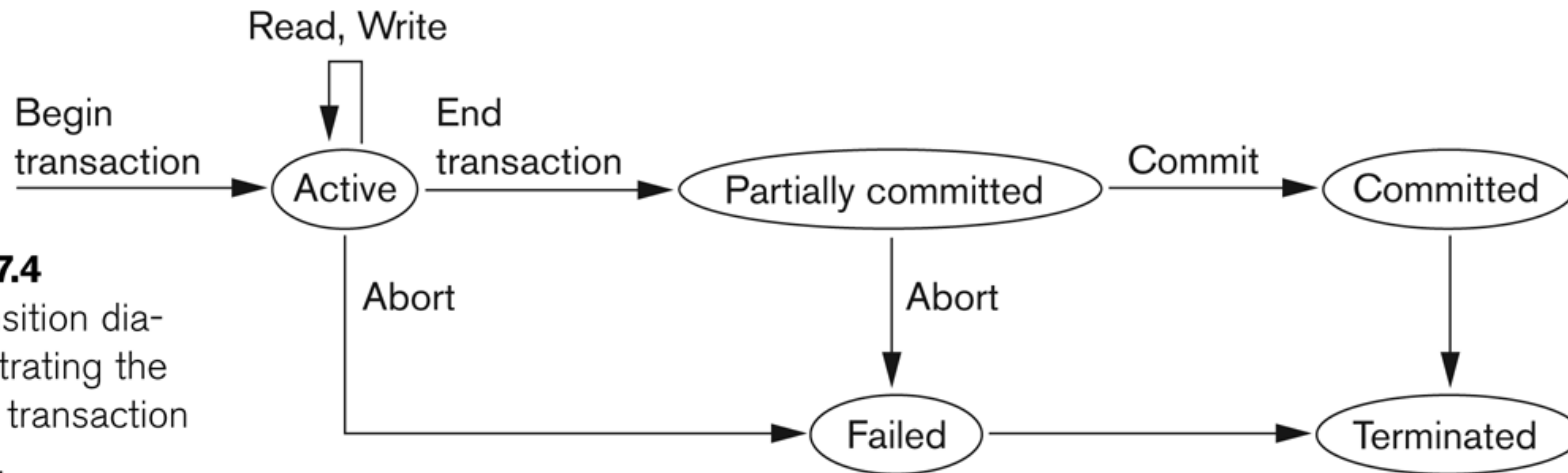 Read, Write
Begin
transaction
End
transaction
Active
Partially committed
Commit
Committed
Abort
Abort
7.4
sition dia-
trating the
transaction
Failed
Terminated